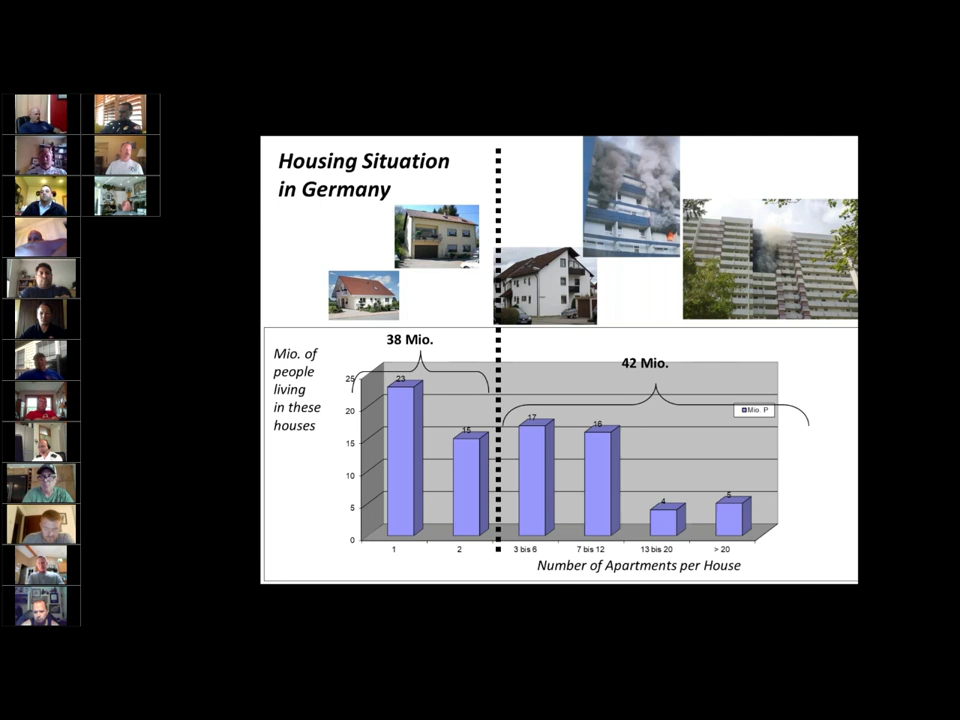 Housing Situation
in Germany
38 Mio.
42 Mio.
Mio. of
people
living
in these
houses
25
20
15
10
5
0
23
15
17
16
4
5
Mio. P
1
2
3 bis 6
7 bis 12
13 bis 20
> 20
Number of Apartments per House